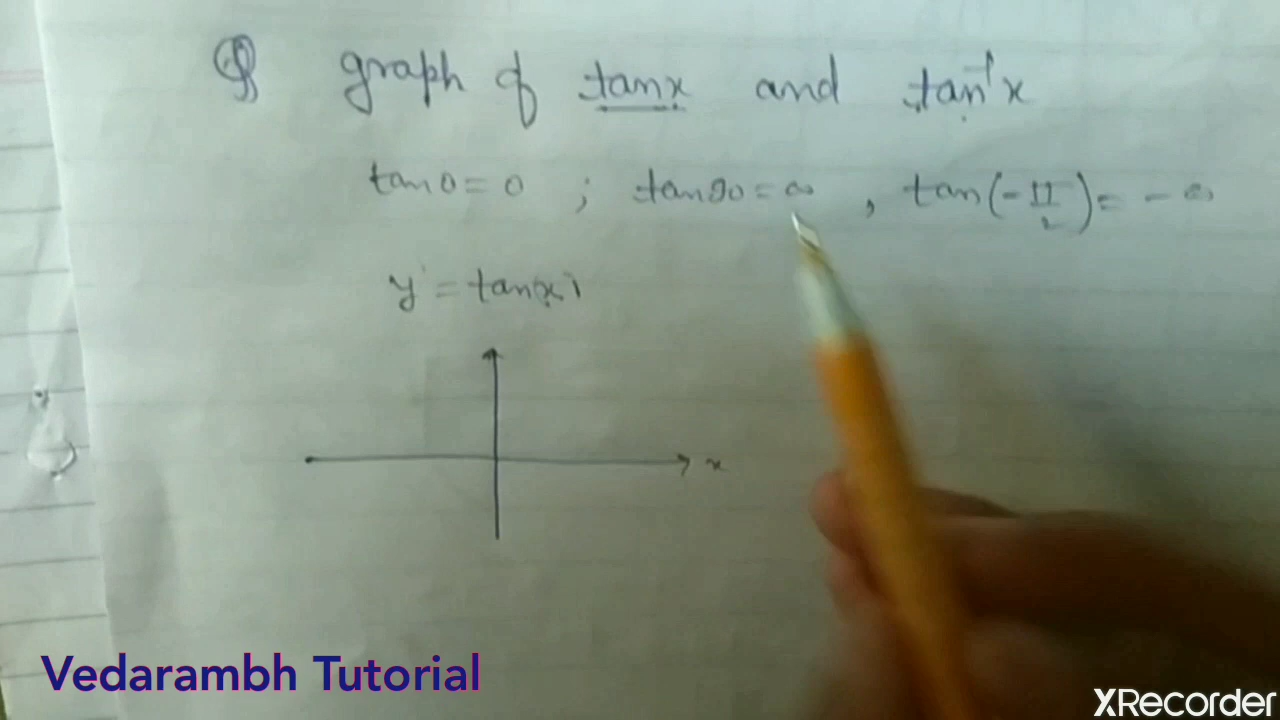 Q graph of tanx and tan⁻¹x
tan0 = 0 ; tan90 = ∞ , tan(-π/2) = -∞
y = tan(x)
x
Vedarambh Tutorial
XRecorder